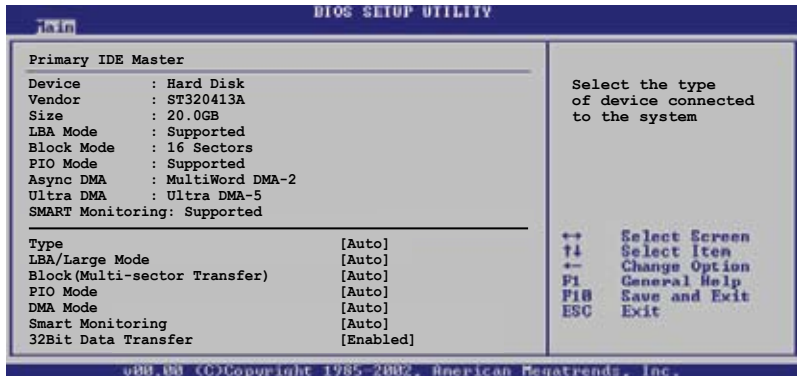 BIOS SETUP UTILITY
Main
Primary IDE Master
Device : Hard Disk
Vendor : ST320413A
Size : 20.0GB
LBA Mode : Supported
Block Mode : 16 Sectors
PIO Mode : Supported
Async DMA : MultiWord DMA-2
Ultra DMA : Ultra DMA-5
SMART Monitoring: Supported
Type [Auto]
LBA/Large Mode [Auto]
Block(Multi-sector Transfer) [Auto]
PIO Mode [Auto]
DMA Mode [Auto]
Smart Monitoring [Auto]
32Bit Data Transfer [Enabled]
Select the type
of device connected
to the system
↔ Select Screen
↑↓ Select Item
←- Change Option
F1 General Help
F10 Save and Exit
ESC Exit
v00.00 (C)Copyright 1985-2002, American Megatrends, Inc.